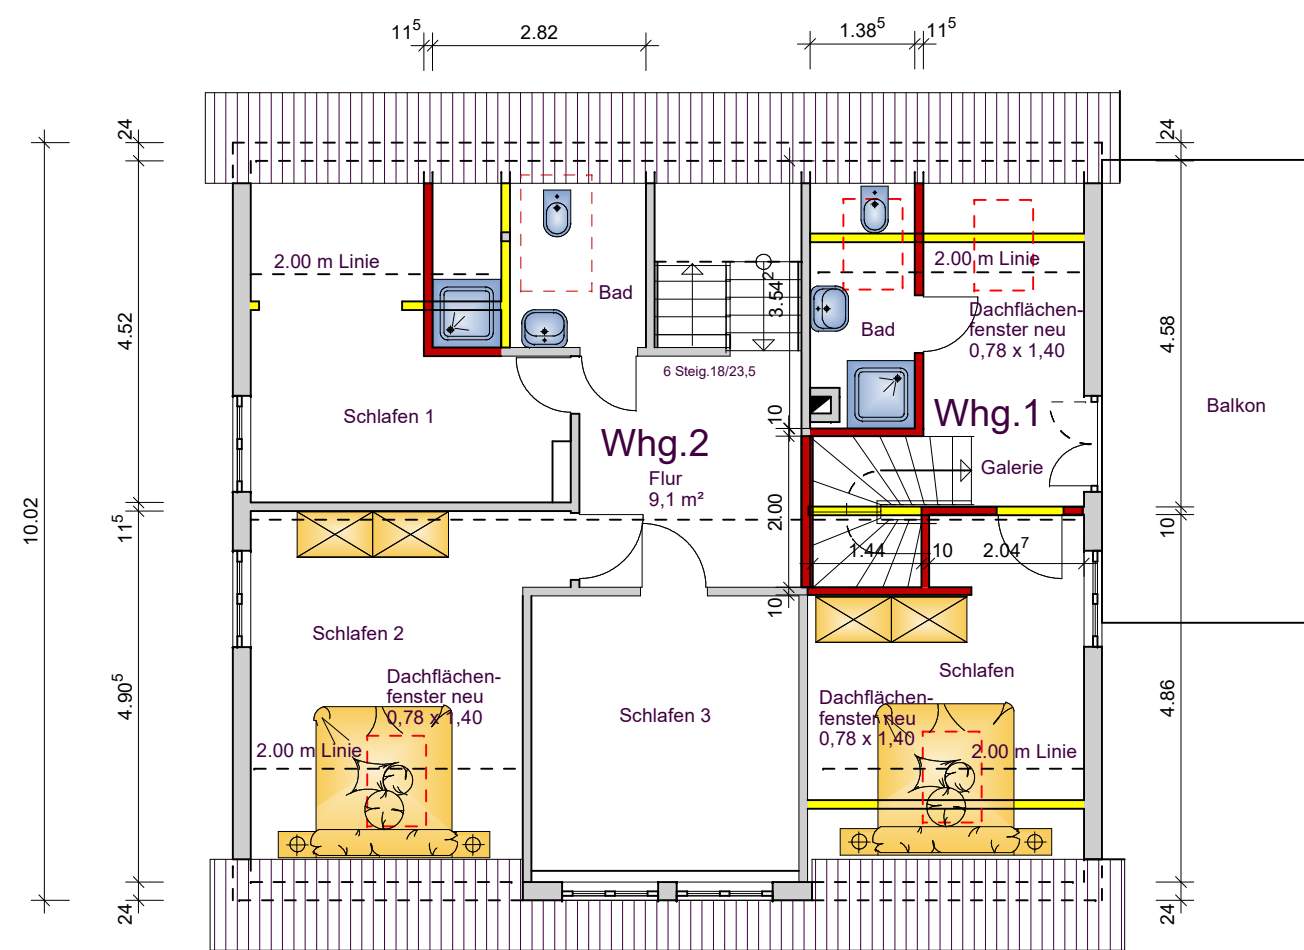 11⁵
2.82
1.38⁵
11⁵
24
24
2.00 m Linie
2.00 m Linie
3.54²
Bad
Dachflächen-
fenster neu
0,78 x 1,40
Bad
4.52
4.58
6 Steig.18/23,5
Schlafen 1
10
Whg.1
Balkon
Whg.2
Galerie
Flur
9,1 m²
10.02
11⁵
2.00
10
1.44
10
2.04⁷
10
Schlafen 2
Schlafen
Dachflächen-
fenster neu
0,78 x 1,40
4.90⁵
Schlafen 3
Dachflächen-
fenster neu
0,78 x 1,40
4.86
2.00 m Linie
2.00 m Linie
24
24